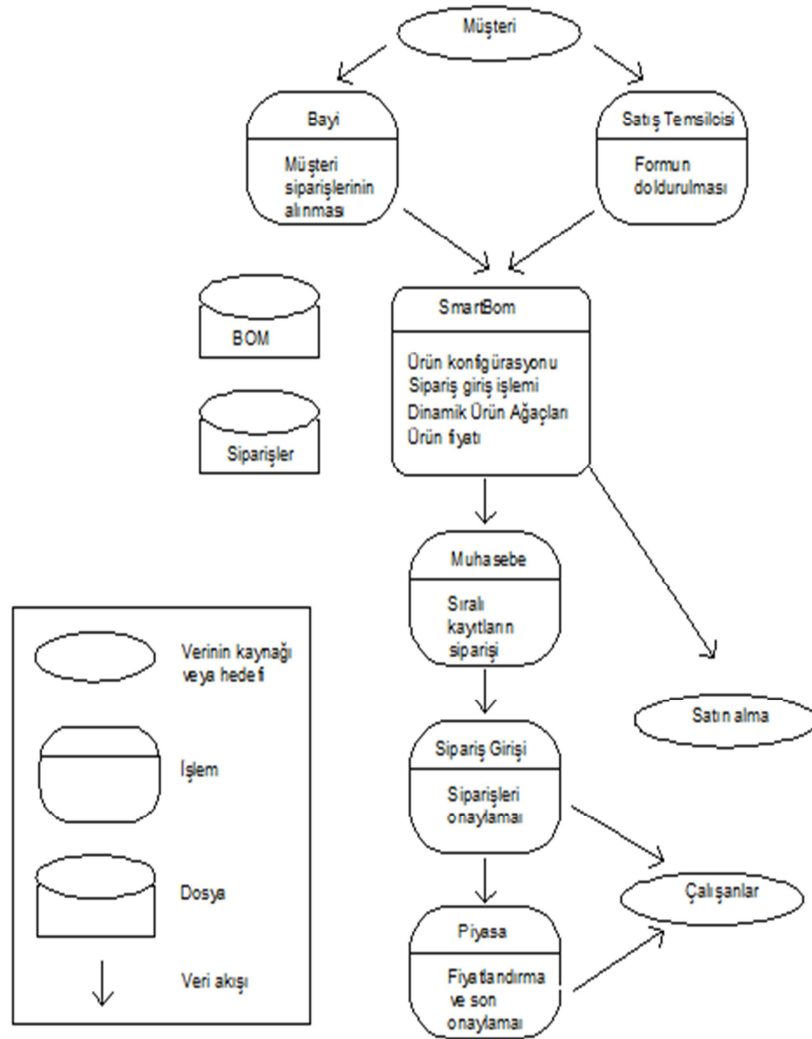 Müşteri
Bayi
Müşteri
siparişlerinin
alınması
Satış Temsilcisi
Formun
doldurulması
BOM
Siparişler
SmartBom
Ürün konfigürasyonu
Sipariş giriş işlemi
Dinamik Ürün Ağaçları
Ürün fiyatı
Muhasebe
Sıralı
kayıtların
siparişi
Satın alma
Sipariş Girişi
Siparişleri
onaylamaı
Çalışanlar
Piyasa
Fiyatlandırma
ve son
onaylamaı
Verinin kaynağı
veya hedefi
İşlem
Dosya
Veri akışı